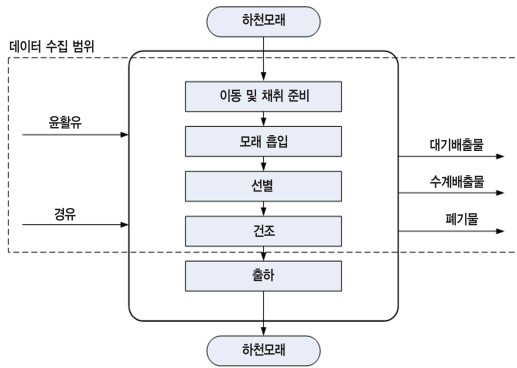 하천모래
데이터 수집 범위
이동 및 채취 준비
윤활유
모래 흡입
대기배출물
선별
수계배출물
경유
건조
폐기물
출하
하천모래